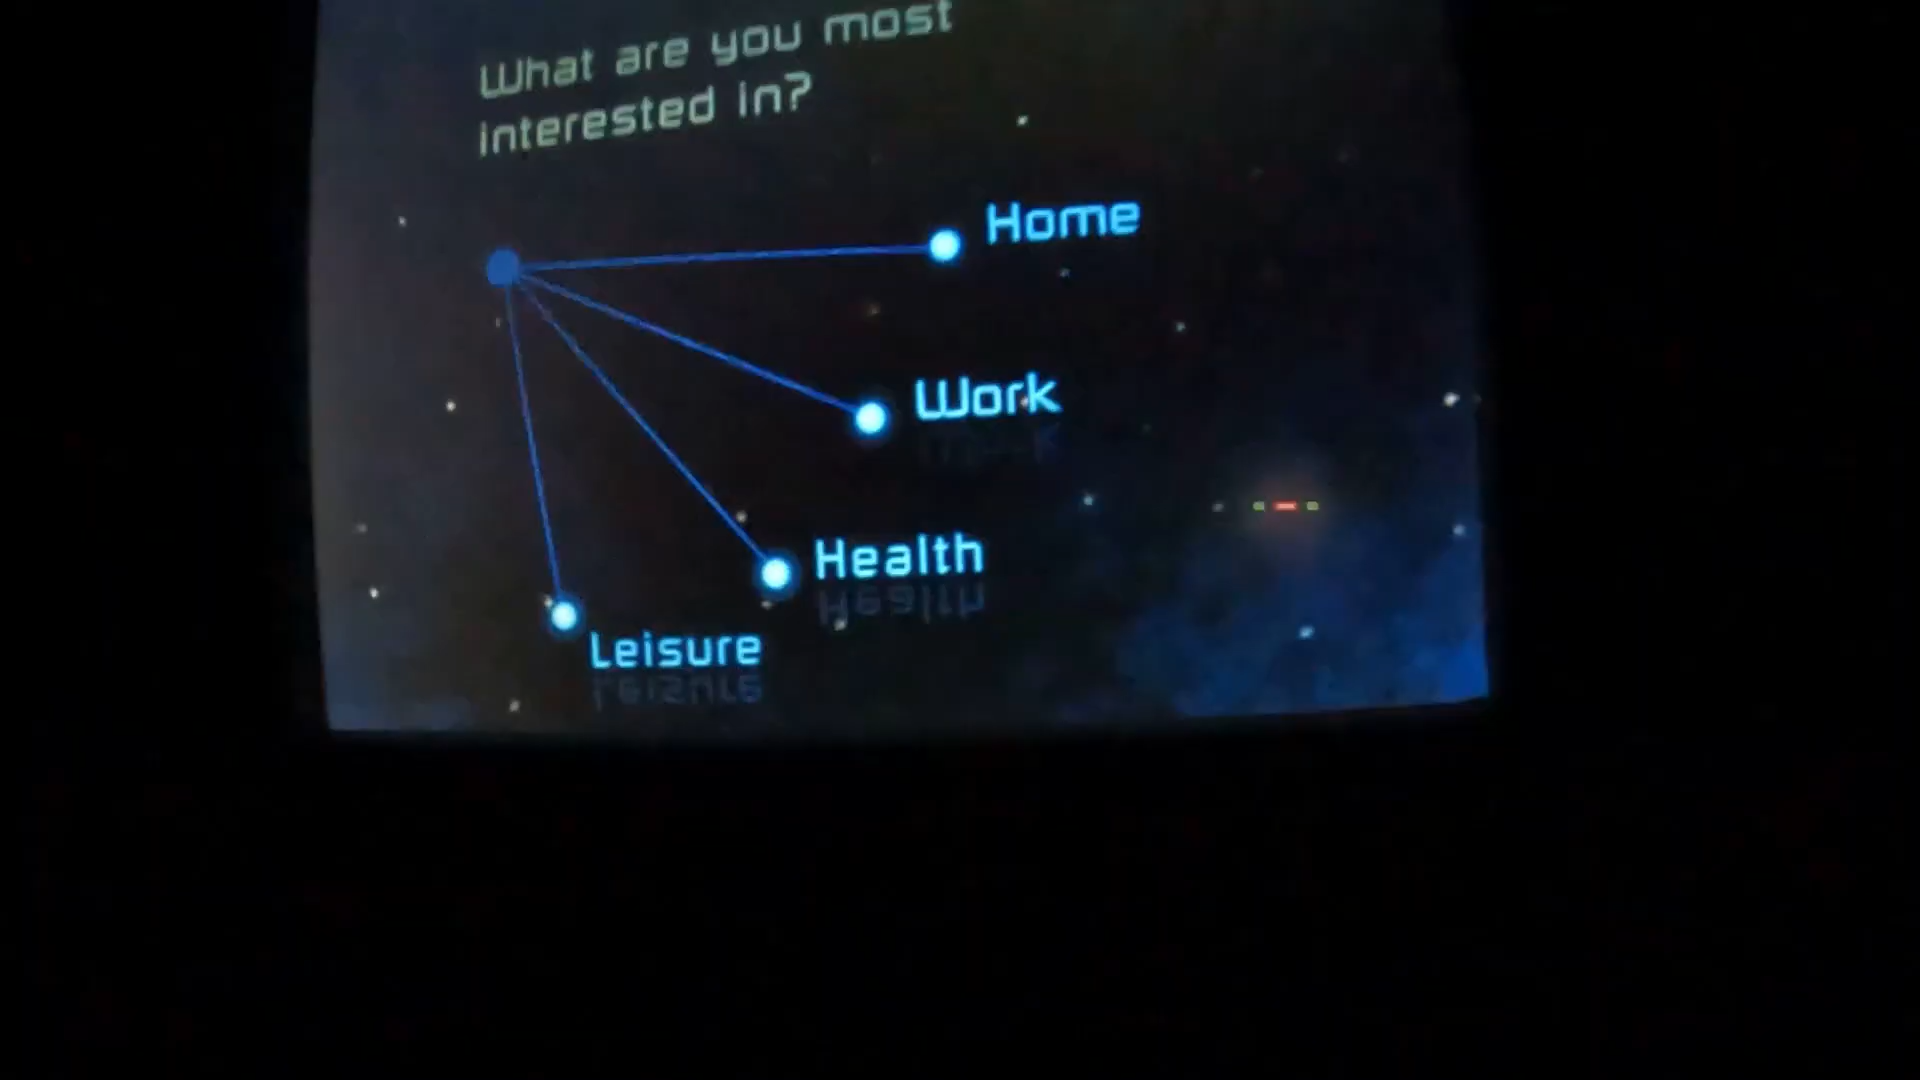 What are you most
interested in?
Home
Work
Health
Leisure